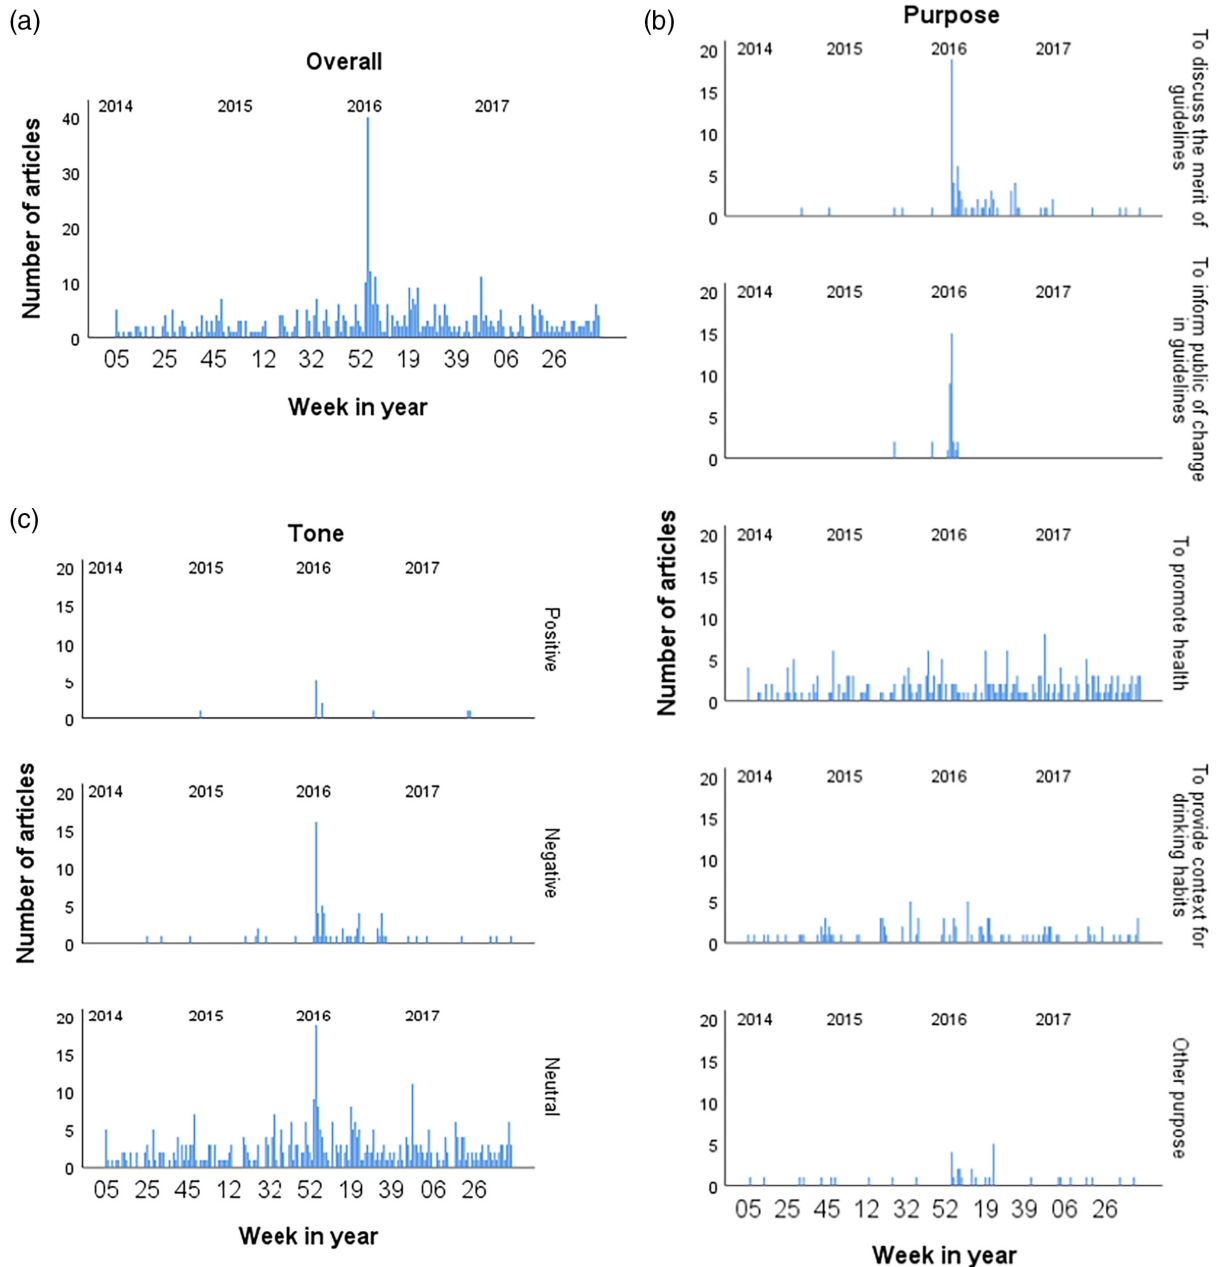 (a)
Overall
Number of articles
2014 2015 2016 2017
40
30
20
10
0
05 25 45 12 32 52 19 39 06 26
Week in year
(b)
Purpose
Number of articles
2014 2015 2016 2017
20
15
10
5
0
To discuss the merit of
guidelines
2014 2015 2016 2017
20
15
10
5
0
To inform public of change
in guidelines
2014 2015 2016 2017
20
15
10
5
0
To promote health
2014 2015 2016 2017
20
15
10
5
0
To provide context for
drinking habits
2014 2015 2016 2017
20
15
10
5
0
Other purpose
05 25 45 12 32 52 19 39 06 26
Week in year
(c)
Tone
Number of articles
2014 2015 2016 2017
20
15
10
5
0
Positive
2014 2015 2016 2017
20
15
10
5
0
Negative
2014 2015 2016 2017
20
15
10
5
0
Neutral
05 25 45 12 32 52 19 39 06 26
Week in year